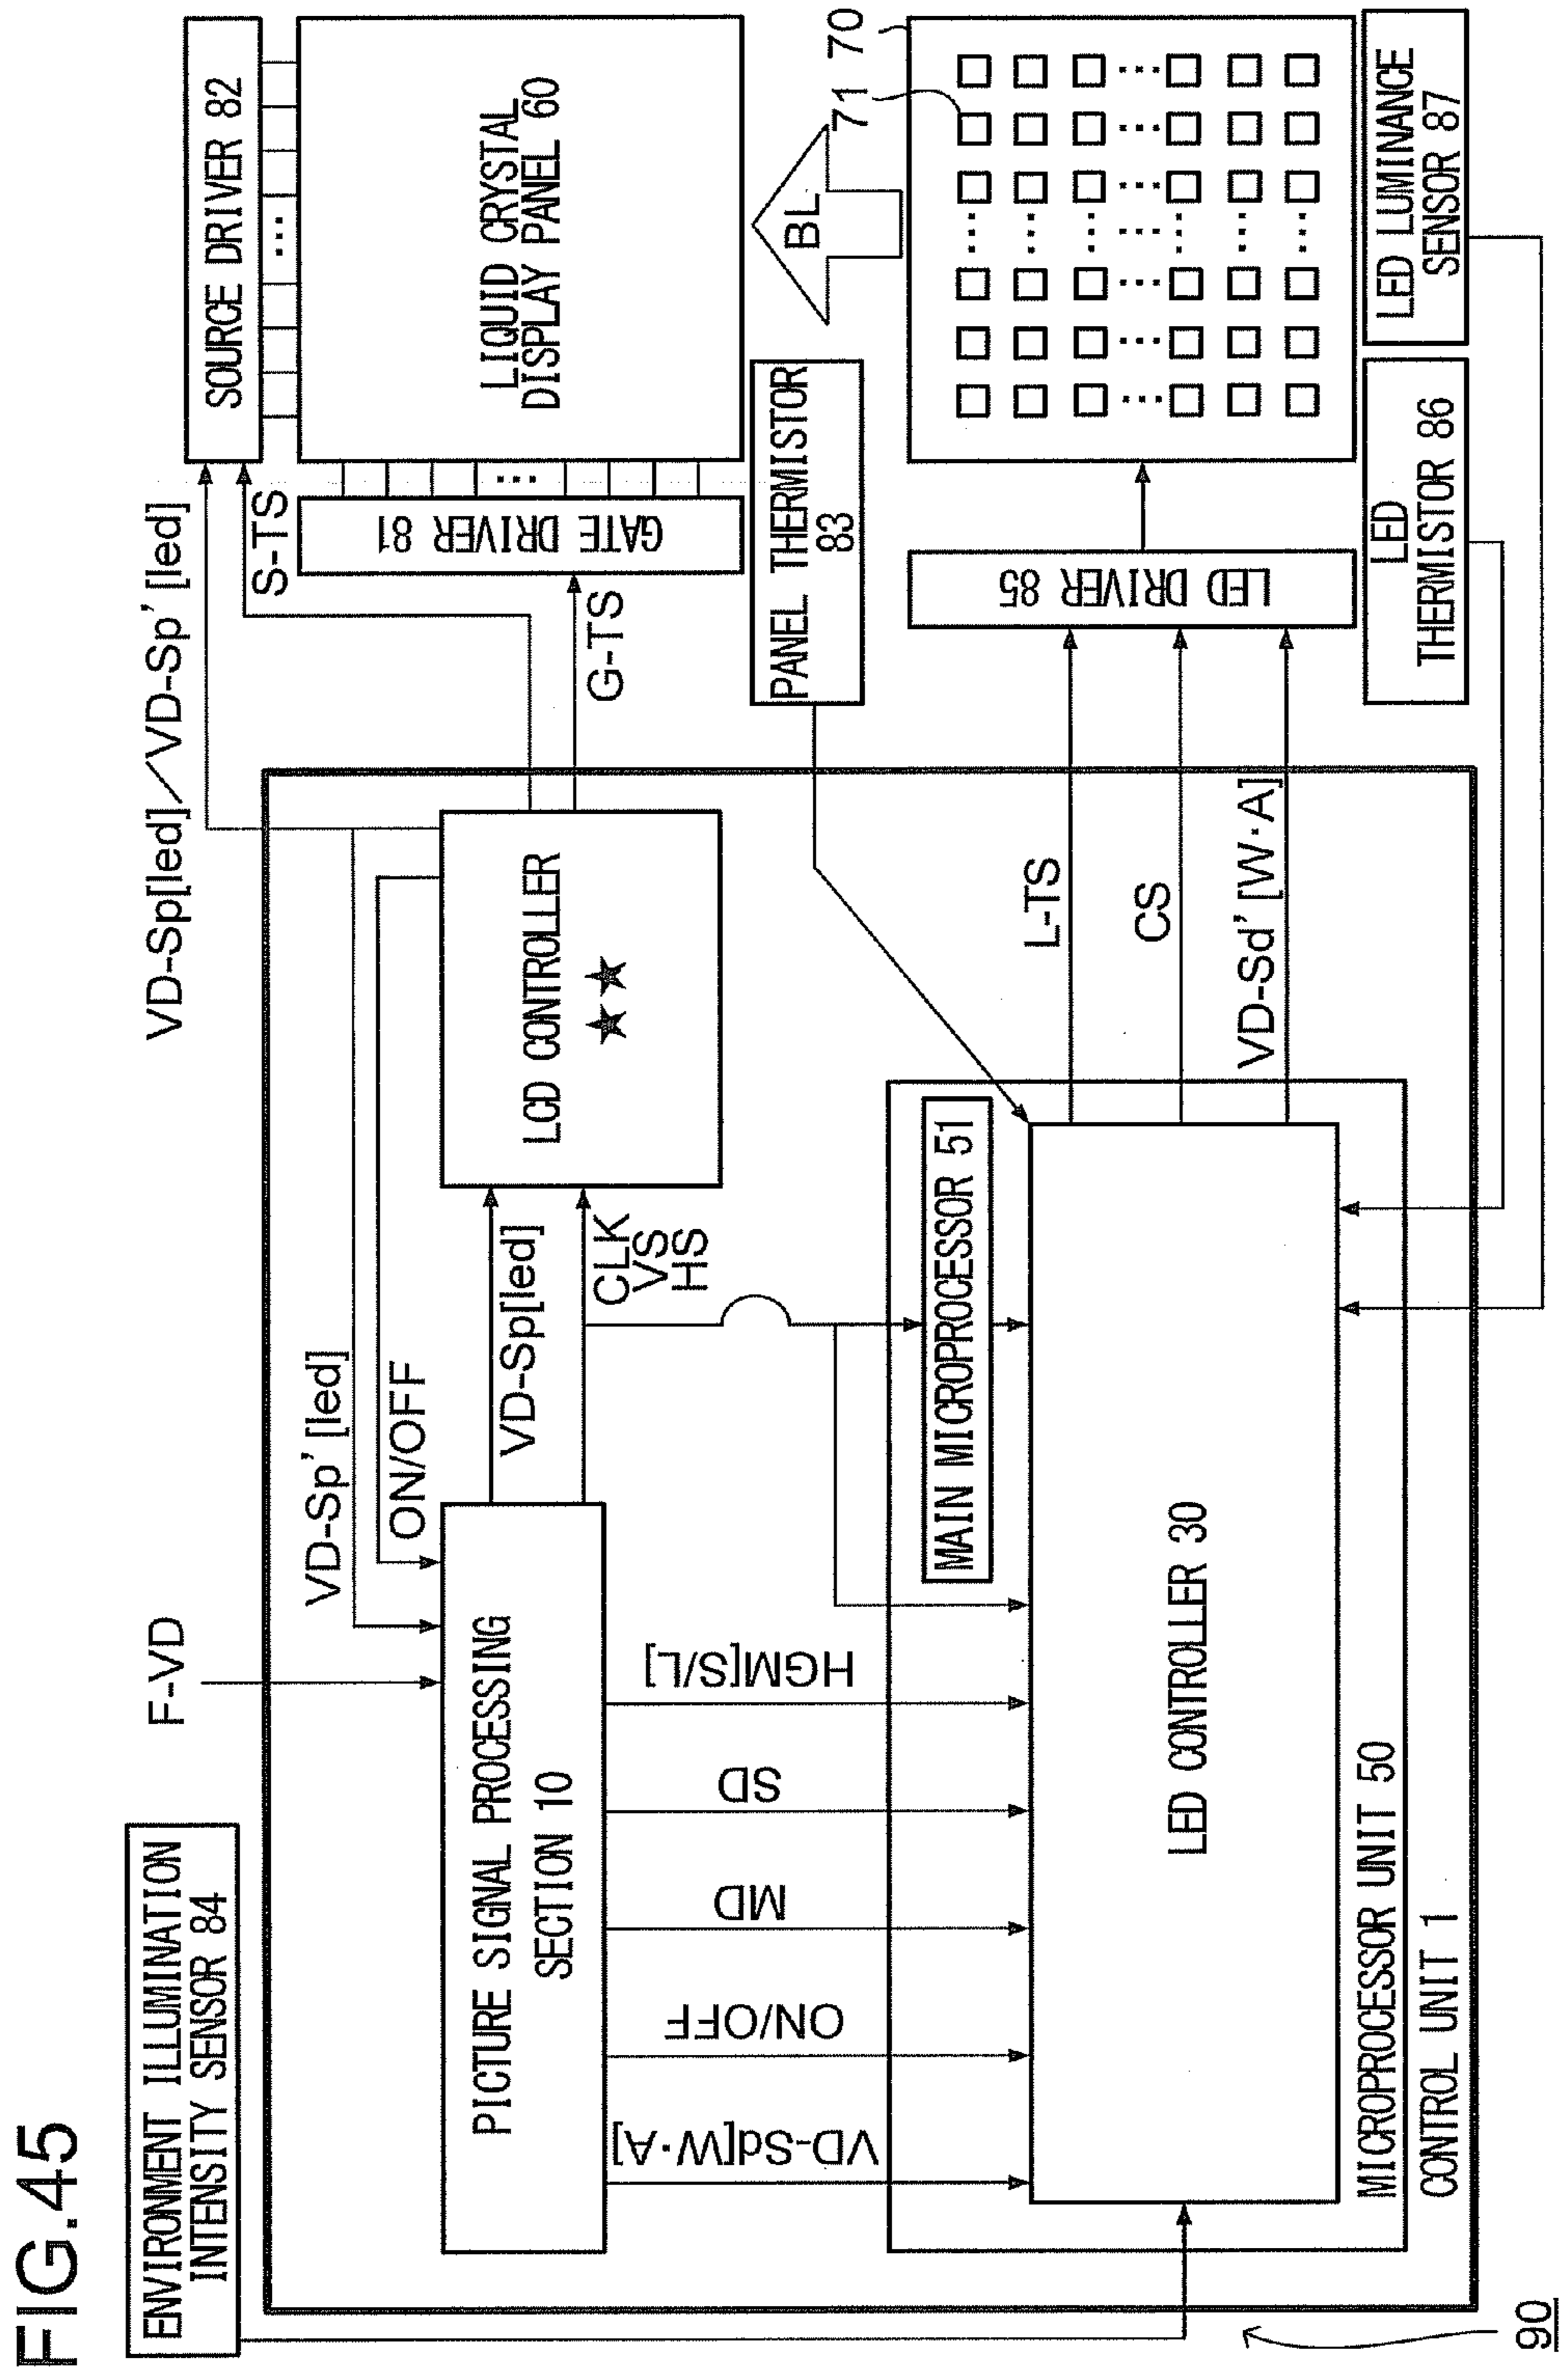 FIG.45
ENVIRONMENT ILLUMINATION
INTENSITY SENSOR 84
F-VD
VD-Sp[led]/VD-Sp' [led]
SOURCE DRIVER 82
S-TS
VD-Sp' [led]
ON/OFF
PICTURE SIGNAL PROCESSING
SECTION 10
VD-Sp[led]
CLK
VS
HS
LCD CONTROLLER
★★
G-TS
GATE DRIVER 81
...
...
LIQUID CRYSTAL
DISPLAY PANEL 60
PANEL THERMISTOR
83
BL
70
71
VD-Sd[W·A]
ON/OFF
MD
SD
HGM[S/L]
MAIN MICROPROCESSOR 51
LED CONTROLLER 30
MICROPROCESSOR UNIT 50
CONTROL UNIT 1
L-TS
CS
VD-Sd' [W·A]
LED DRIVER 85
LED
THERMISTOR 86
LED LUMINANCE
SENSOR 87
90